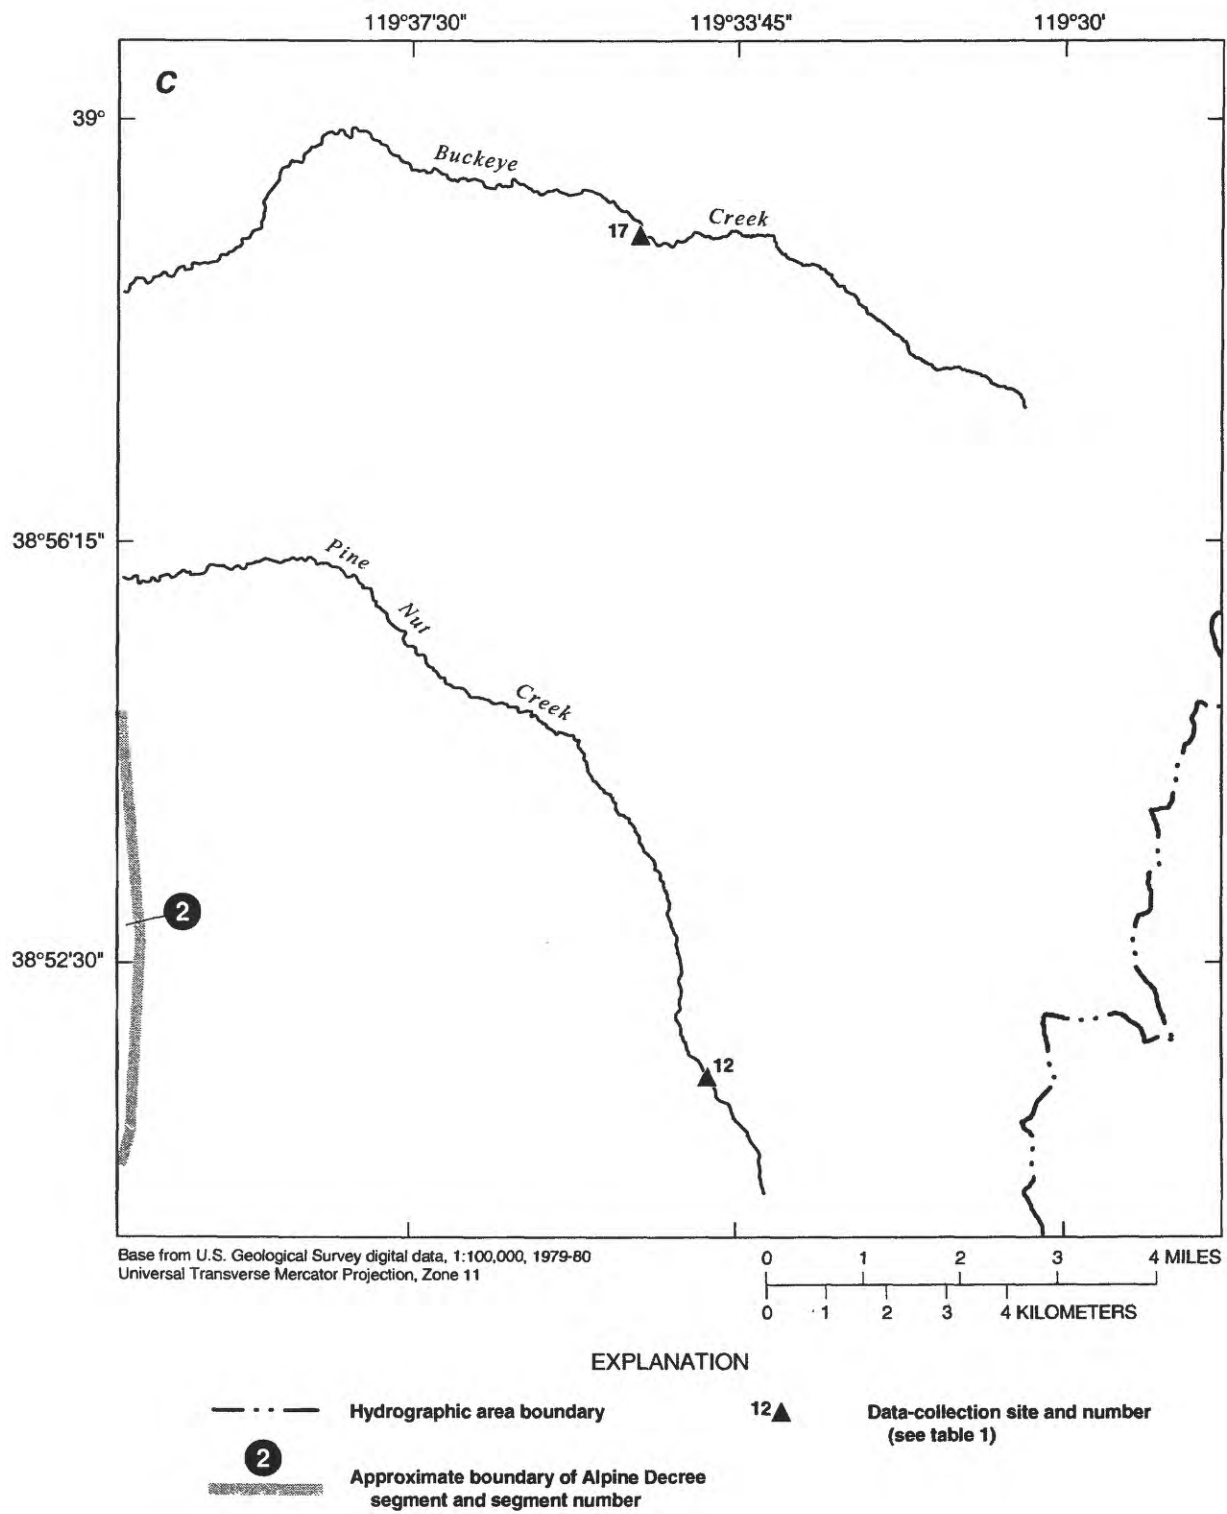 119°37'30"
119°33'45"
119°30'
C
39°
Buckeye
Creek
17
38°56'15"
Pine
Nut
Creek
2
38°52'30"
12
Base from U.S. Geological Survey digital data, 1:100,000, 1979-80
Universal Transverse Mercator Projection, Zone 11
0 1 2 3 4 MILES
0 1 2 3 4 KILOMETERS
EXPLANATION
Hydrographic area boundary
12
Data-collection site and number
(see table 1)
2
Approximate boundary of Alpine Decree
segment and segment number